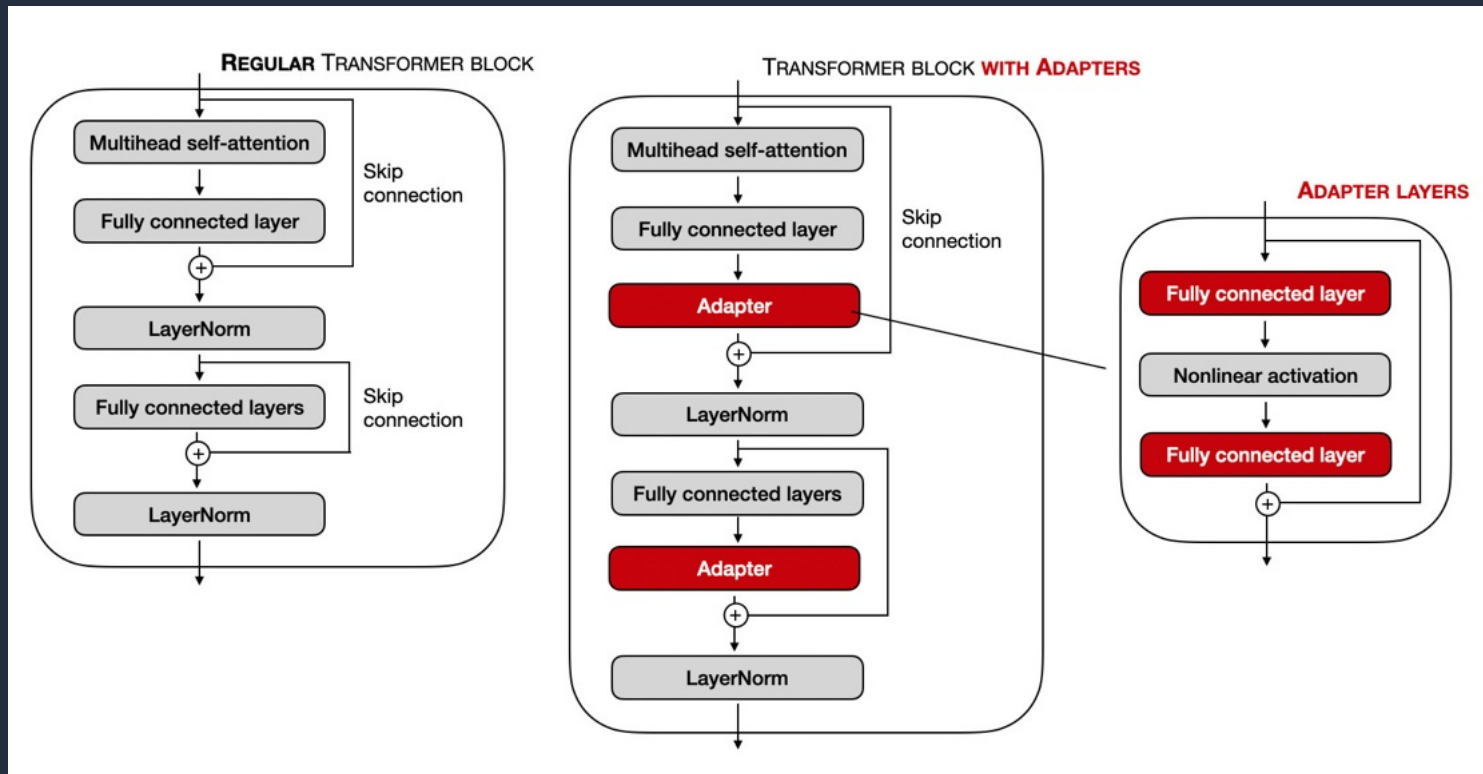 REGULAR TRANSFORMER BLOCK
Multihead self-attention
Skip
connection
Fully connected layer
+
LayerNorm
Fully connected layers
Skip
connection
+
LayerNorm
TRANSFORMER BLOCK WITH ADAPTERS
Multihead self-attention
Fully connected layer
Skip
connection
Adapter
+
LayerNorm
Fully connected layers
Adapter
+
LayerNorm
ADAPTER LAYERS
Fully connected layer
Nonlinear activation
Fully connected layer
+